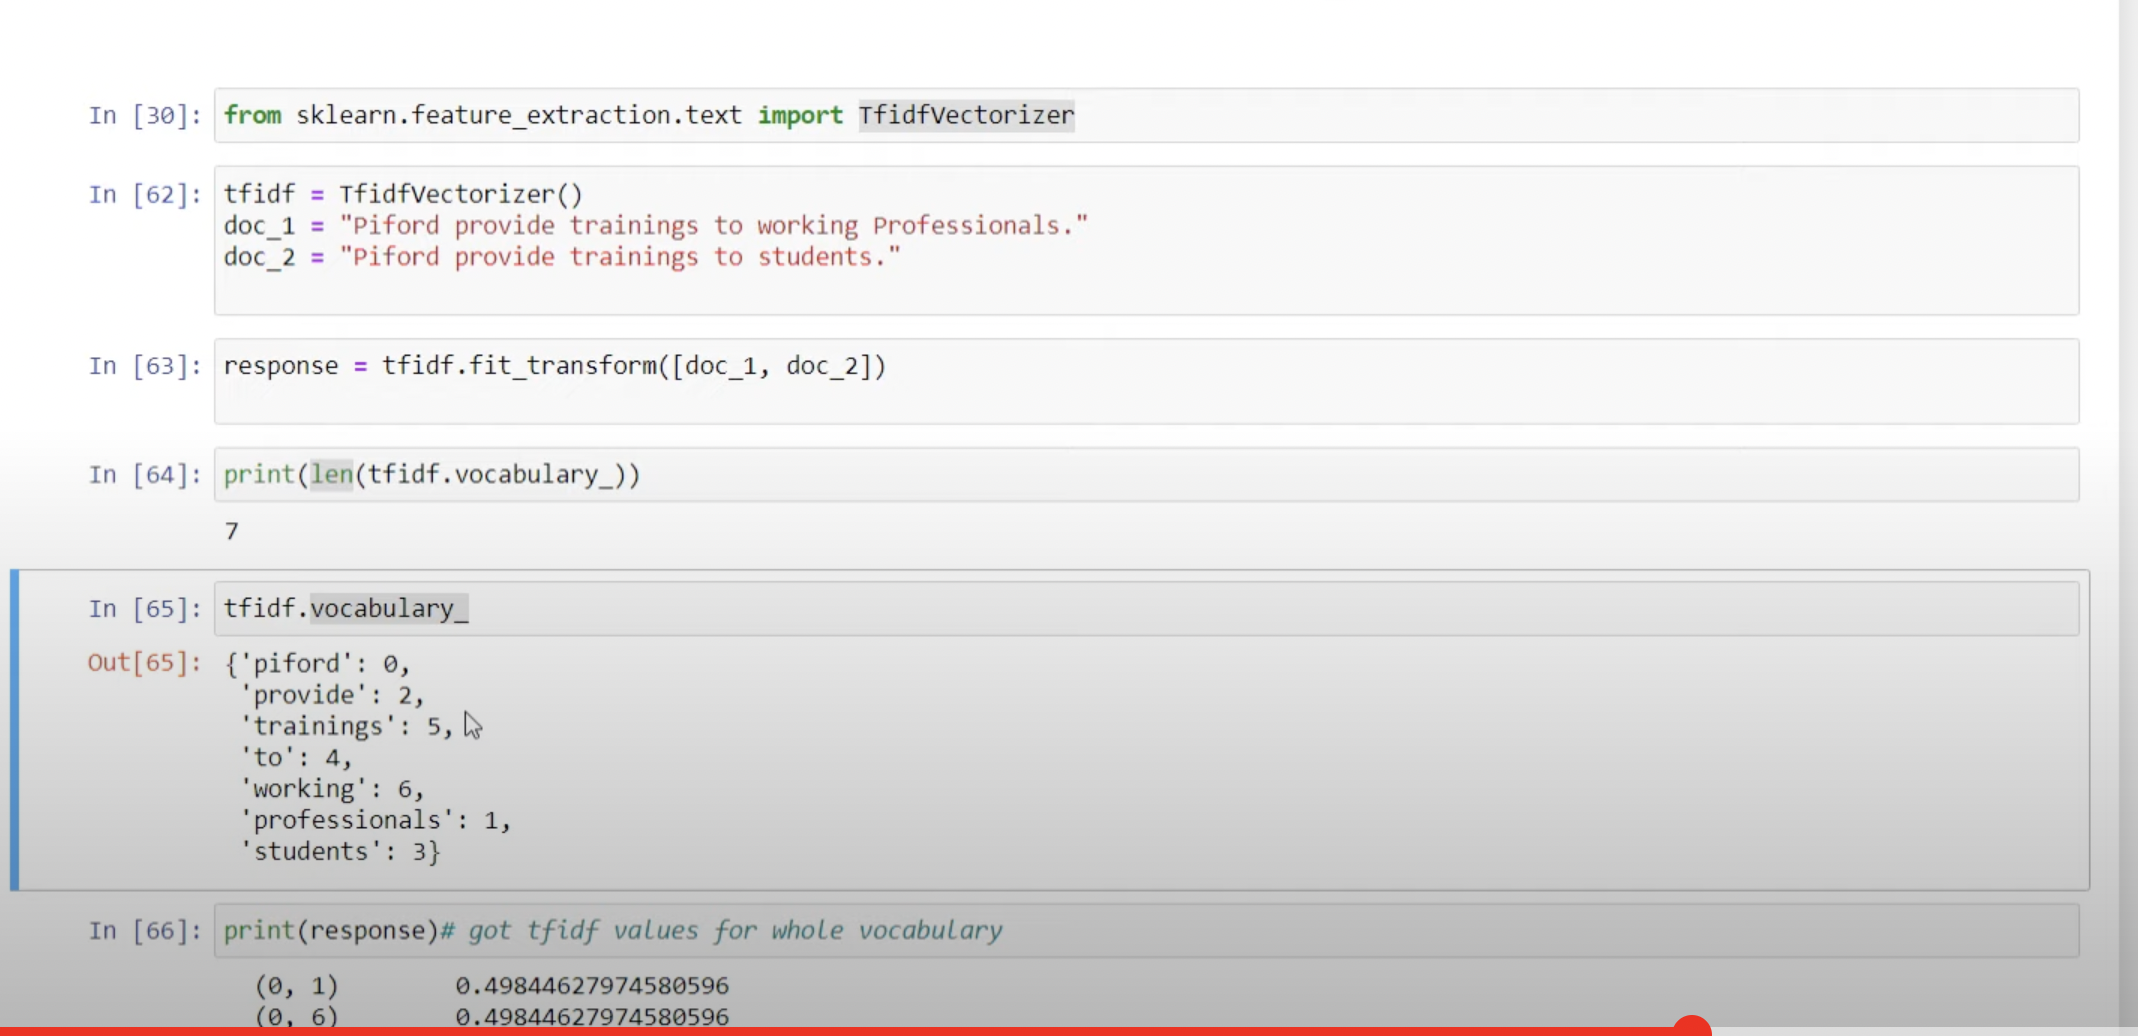 In [30]: from sklearn.feature_extraction.text import TfidfVectorizer
In [62]: tfidf = TfidfVectorizer()
doc_1 = "Piford provide trainings to working Professionals."
doc_2 = "Piford provide trainings to students."
In [63]: response = tfidf.fit_transform([doc_1, doc_2])
In [64]: print(len(tfidf.vocabulary_))
7
In [65]: tfidf.vocabulary_
Out[65]: {'piford': 0,
'provide': 2,
'trainings': 5,
'to': 4,
'working': 6,
'professionals': 1,
'students': 3}
In [66]: print(response)# got tfidf values for whole vocabulary
(0, 1) 0.49844627974580596
(0, 6) 0.49844627974580596